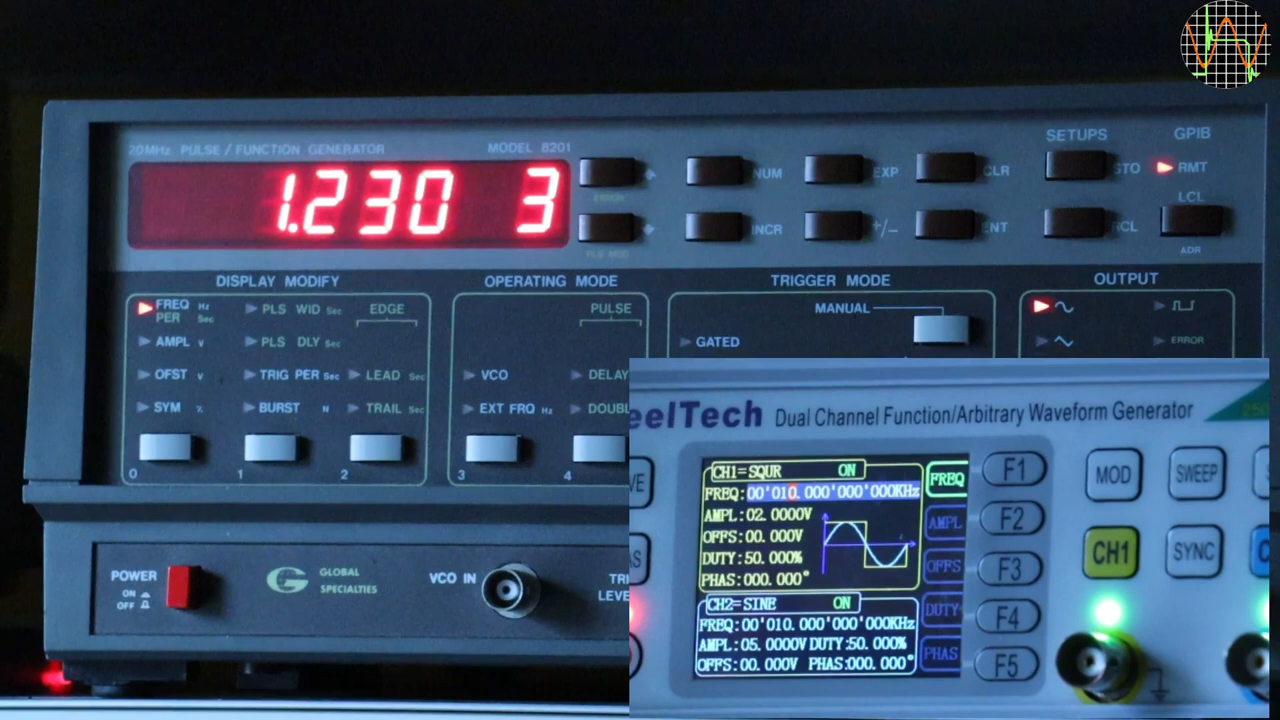 20MHz PULSE / FUNCTION GENERATOR MODEL 8201
1.230 3
NUM EXP CLR
INCR +/- ENT
SETUPS GPIB
STO RMT
LCL
RCL
ADR
DISPLAY MODIFY OPERATING MODE TRIGGER MODE OUTPUT
FREQ Hz PLS WID Sec EDGE PULSE MANUAL
PER Sec
AMPL V PLS DLY Sec GATED ERROR
OFST V TRIG PER Sec LEAD Sec VCO DELAY
SYM % BURST N TRAIL Sec EXT FRQ Hz DOUBL
0 1 2 3 4
POWER
ON
OFF
GLOBAL
SPECIALTIES
VCO IN
TRI
LEVE
eelTech Dual Channel Function/Arbitrary Waveform Generator
CH1=SQUR ON
FREQ:00'010.000'000'000KHz
AMPL:02.0000V
OFFS:00.000V
DUTY:50.000%
PHAS:000.000°
CH2=SINE ON
FREQ:00'010.000'000'000KHz
AMPL:05.0000V DUTY:50.000%
OFFS:00.000V PHAS:000.000°
FREQ
AMPL
OFFS
DUTY
PHAS
F1
F2
F3
F4
F5
MOD SWEEP
CH1 SYNC